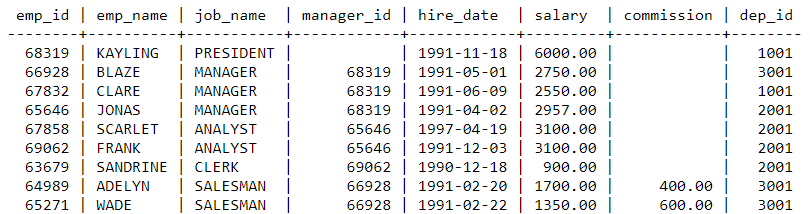 emp_id | emp_name | job_name | manager_id | hire_date | salary | commission | dep_id
--------+----------+-----------+------------+------------+---------+------------+--------
68319 | KAYLING | PRESIDENT | | 1991-11-18 | 6000.00 | | 1001
66928 | BLAZE | MANAGER | 68319 | 1991-05-01 | 2750.00 | | 3001
67832 | CLARE | MANAGER | 68319 | 1991-06-09 | 2550.00 | | 1001
65646 | JONAS | MANAGER | 68319 | 1991-04-02 | 2957.00 | | 2001
67858 | SCARLET | ANALYST | 65646 | 1997-04-19 | 3100.00 | | 2001
69062 | FRANK | ANALYST | 65646 | 1991-12-03 | 3100.00 | | 2001
63679 | SANDRINE | CLERK | 69062 | 1990-12-18 | 900.00 | | 2001
64989 | ADELYN | SALESMAN | 66928 | 1991-02-20 | 1700.00 | 400.00 | 3001
65271 | WADE | SALESMAN | 66928 | 1991-02-22 | 1350.00 | 600.00 | 3001